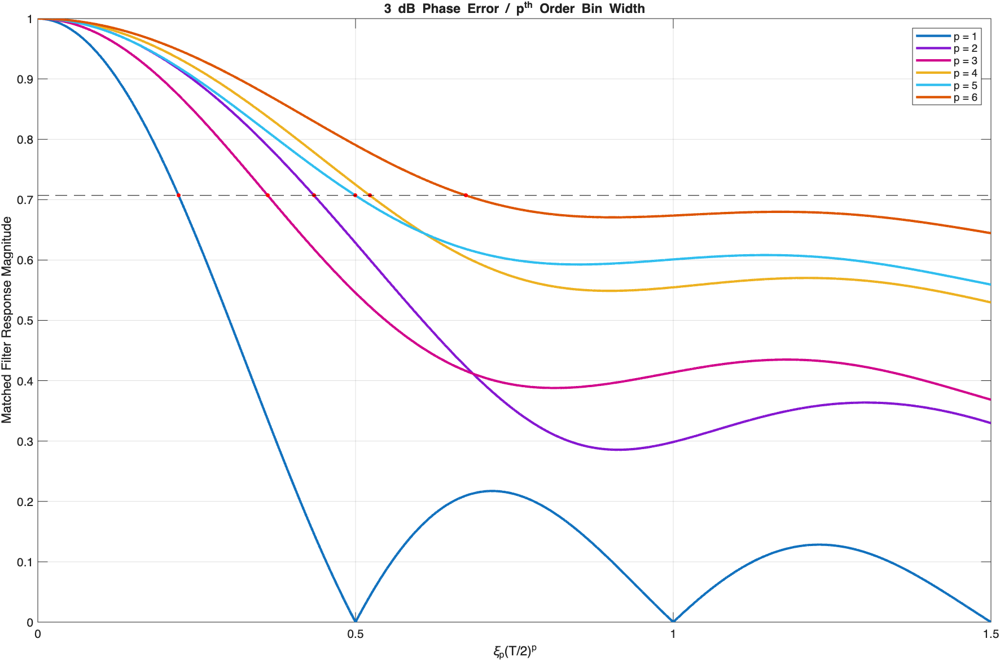 3 dB Phase Error / pᵗʰ Order Bin Width
1
0.9
0.8
0.7
0.6
0.5
0.4
0.3
0.2
0.1
0
Matched Filter Response Magnitude
p = 1
p = 2
p = 3
p = 4
p = 5
p = 6
0
0.5
1
1.5
ξₚ(T/2)ᵖ